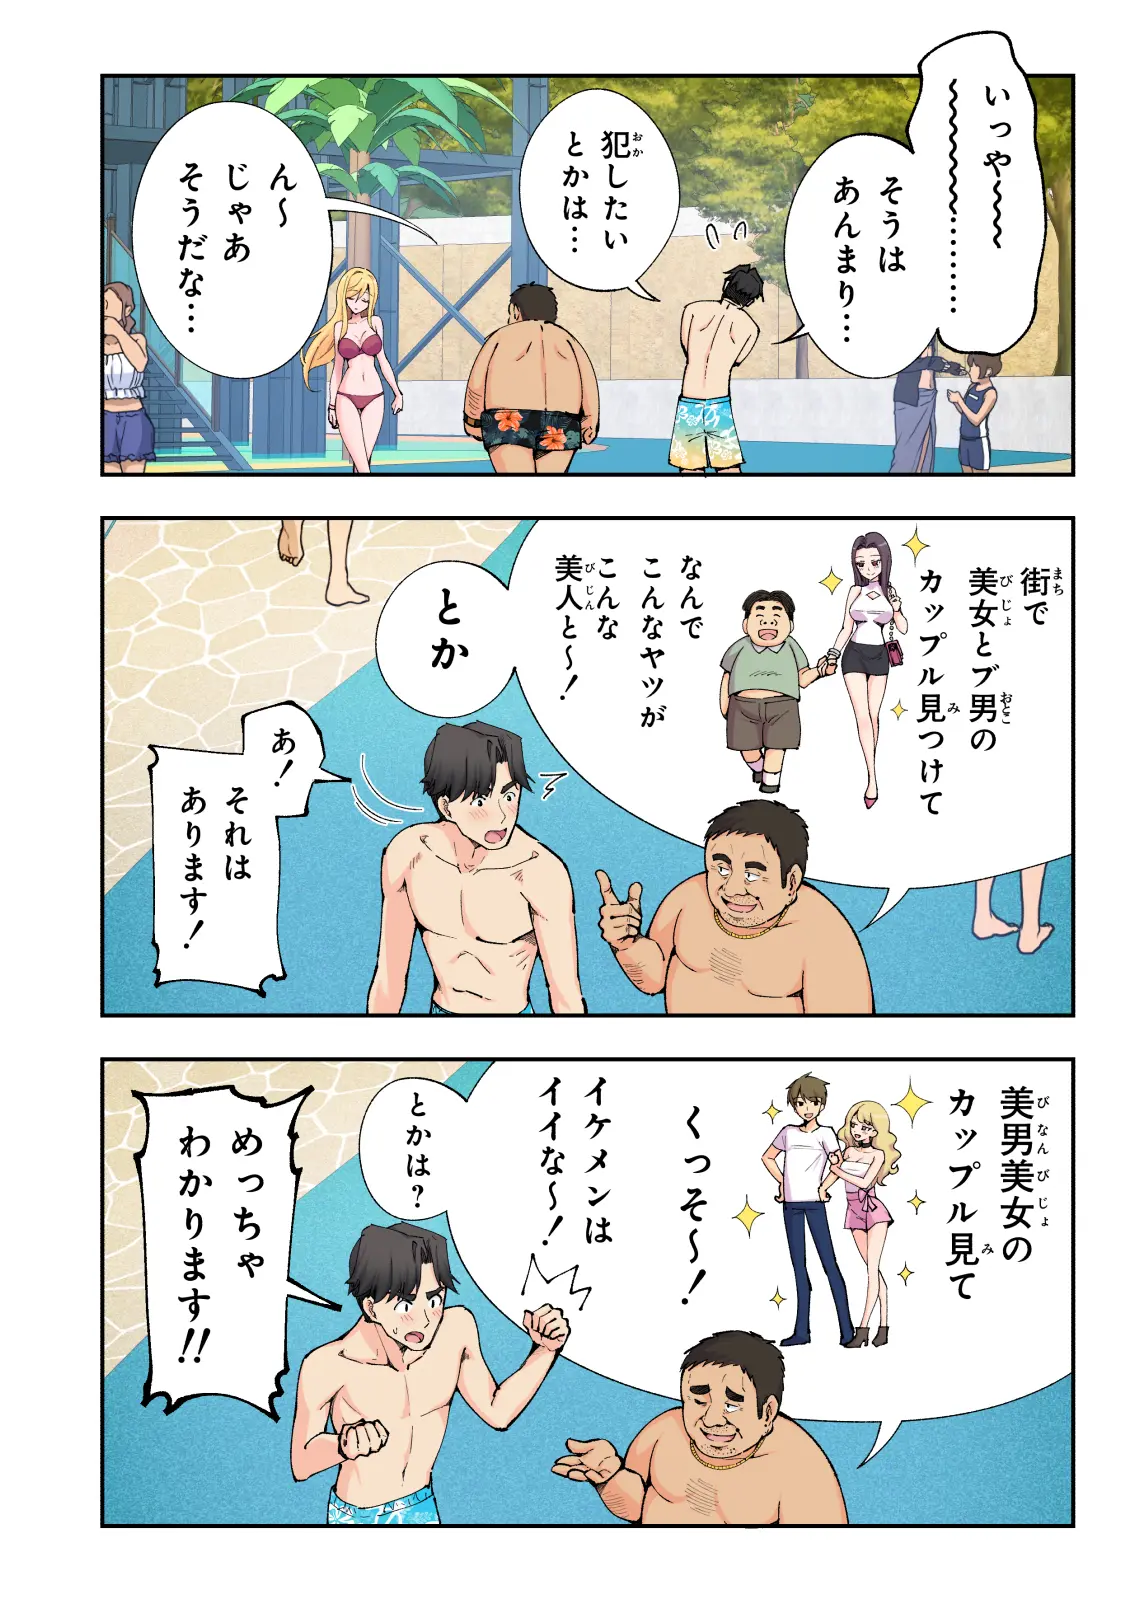 いっや〜〜〜
〜〜〜〜〜〜…………
そうは
あんまり…
犯したい
とかは…
ん〜
じゃあ
そうだな…
街で
美女とブ男の
カップル見つけて
なんで
こんなヤツが
こんな
美人と〜！
とか
あ！
それは
あります！
美男美女の
カップル見て
くっそ〜！
イケメンは
イイな〜！
とかは？
めっちゃ
わかります!!